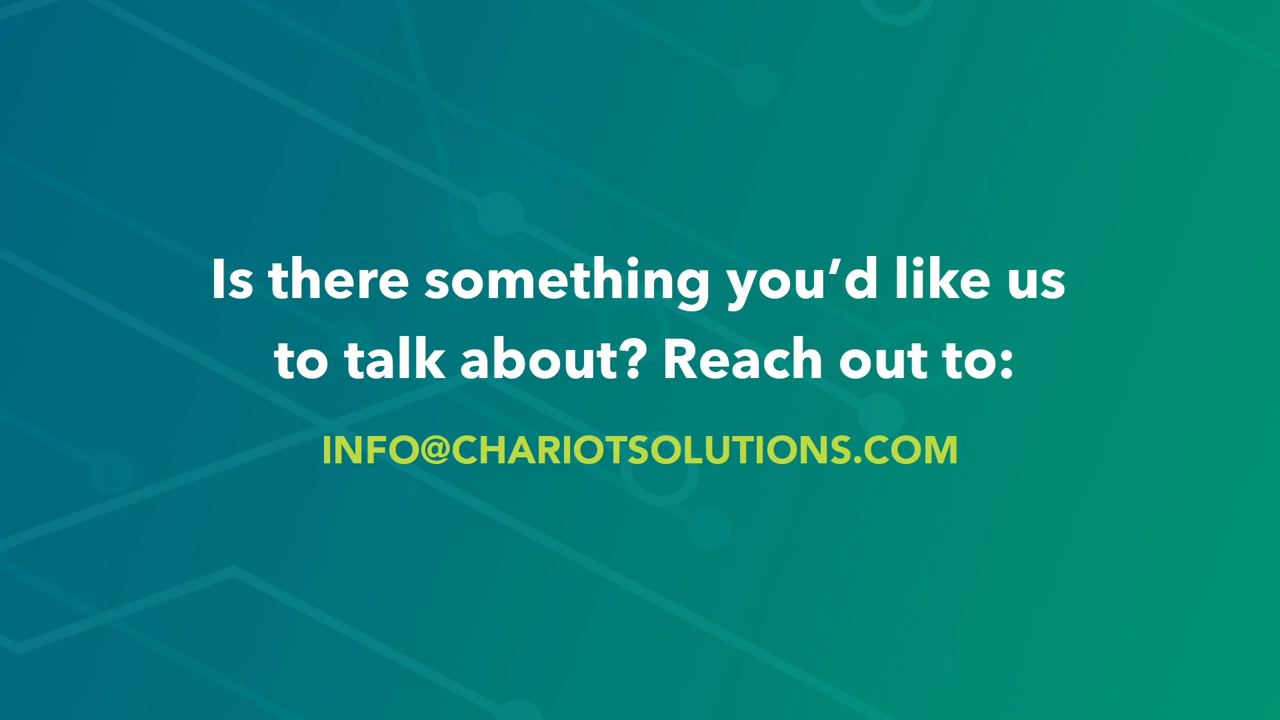 Is there something you’d like us
to talk about? Reach out to:
INFO@CHARIOTSOLUTIONS.COM